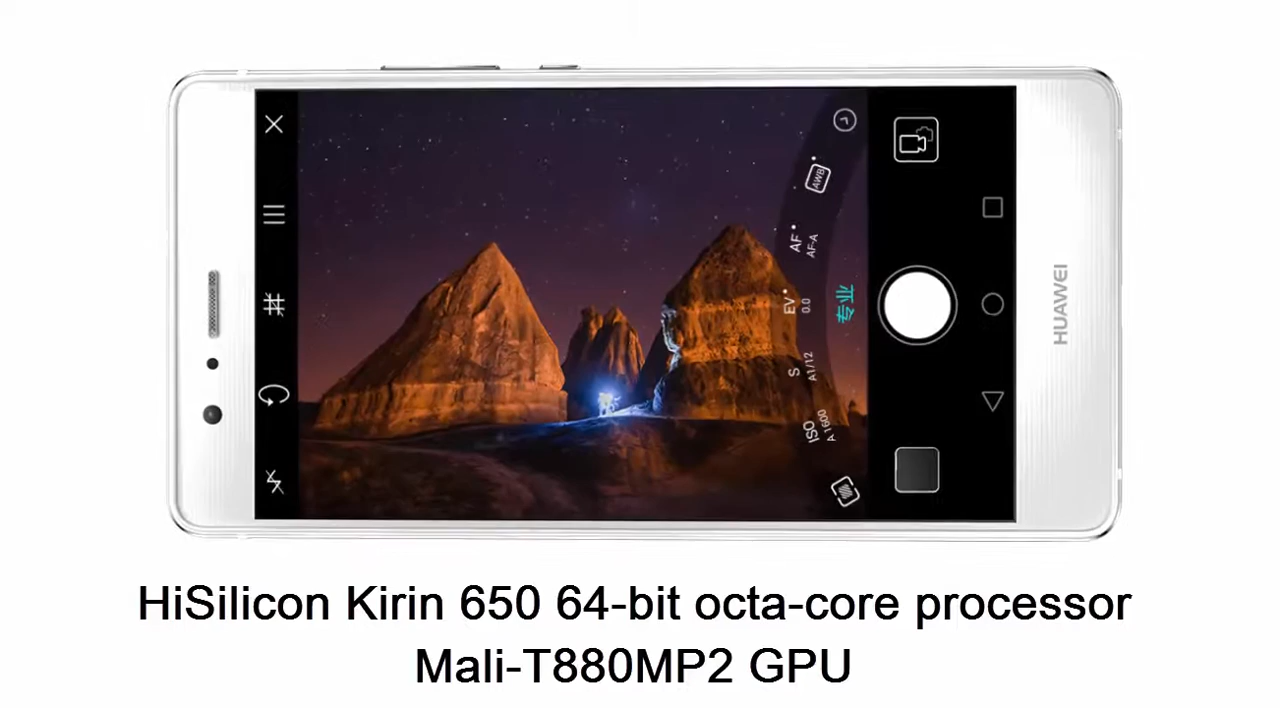 AWB
AF
AF-A
EV
0.0
S
A1/12
ISO
A 1600
专业
HUAWEI
HiSilicon Kirin 650 64-bit octa-core processor
Mali-T880MP2 GPU